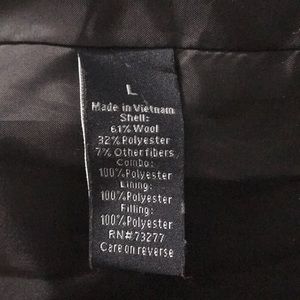 L
Made in Vietnam
Shell:
61% Wool
32% Polyester
7% Other fibers
Combo:
100% Polyester
Lining:
100% Polyester
Filling:
100% Polyester
RN# 73277
Care on reverse